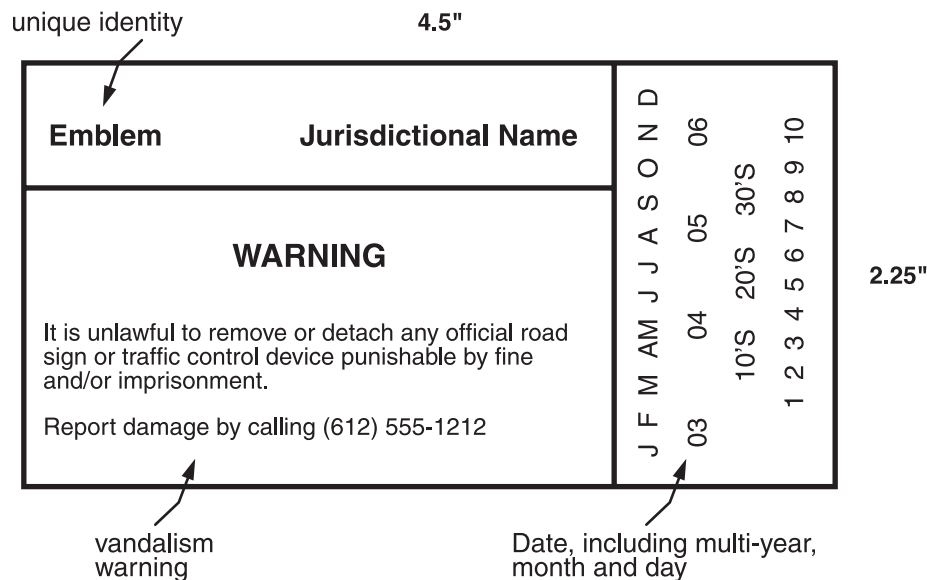 unique identity
4.5"
Emblem
Jurisdictional Name
WARNING
It is unlawful to remove or detach any official road
sign or traffic control device punishable by fine
and/or imprisonment.
Report damage by calling (612) 555-1212
J F M AM J J A S O N D
03 04 05 06
10'S 20'S 30'S
1 2 3 4 5 6 7 8 9 10
2.25"
vandalism
warning
Date, including multi-year,
month and day